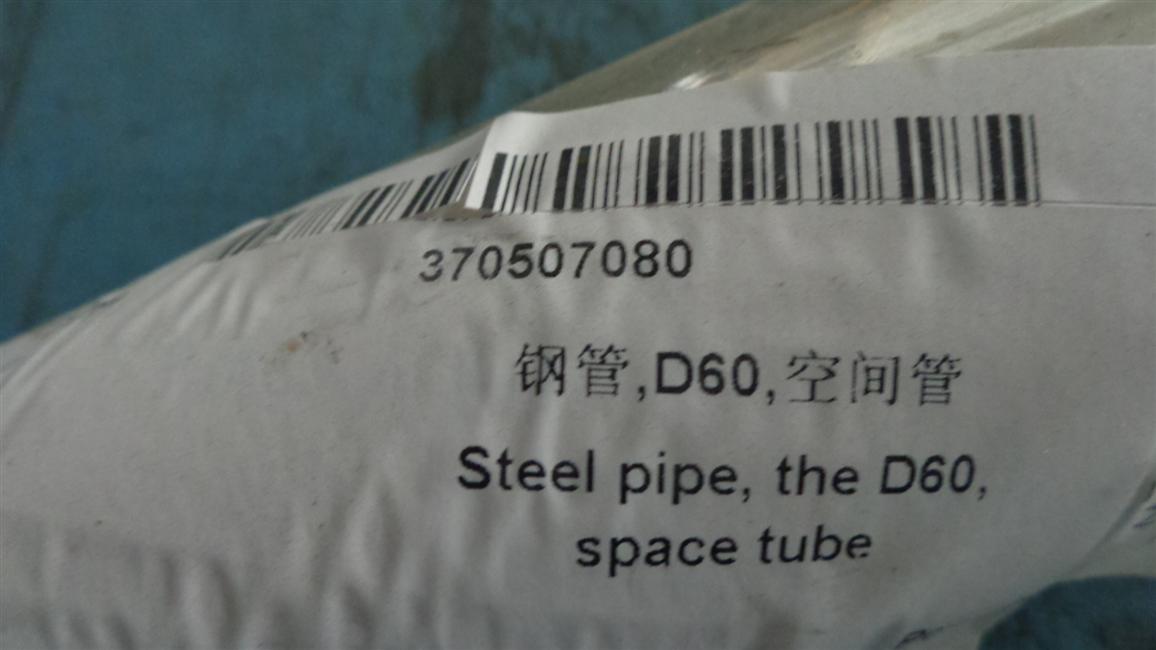 370507080
钢管,D60,空间管
Steel pipe, the D60,
space tube